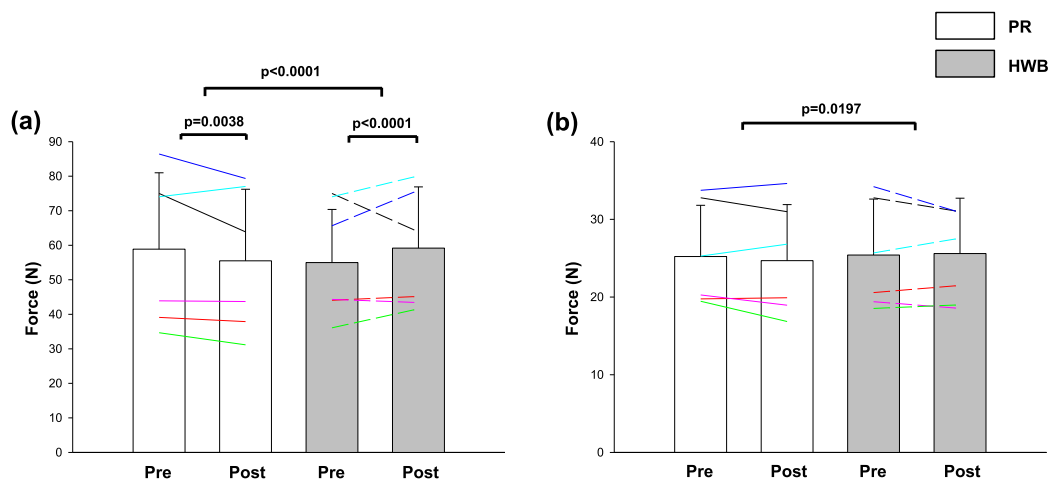 PR
HWB
p<0.0001
(a)
p=0.0038
p<0.0001
90
80
70
60
50
40
30
20
10
0
Force (N)
Pre
Post
Pre
Post
p=0.0197
(b)
40
30
20
10
0
Force (N)
Pre
Post
Pre
Post